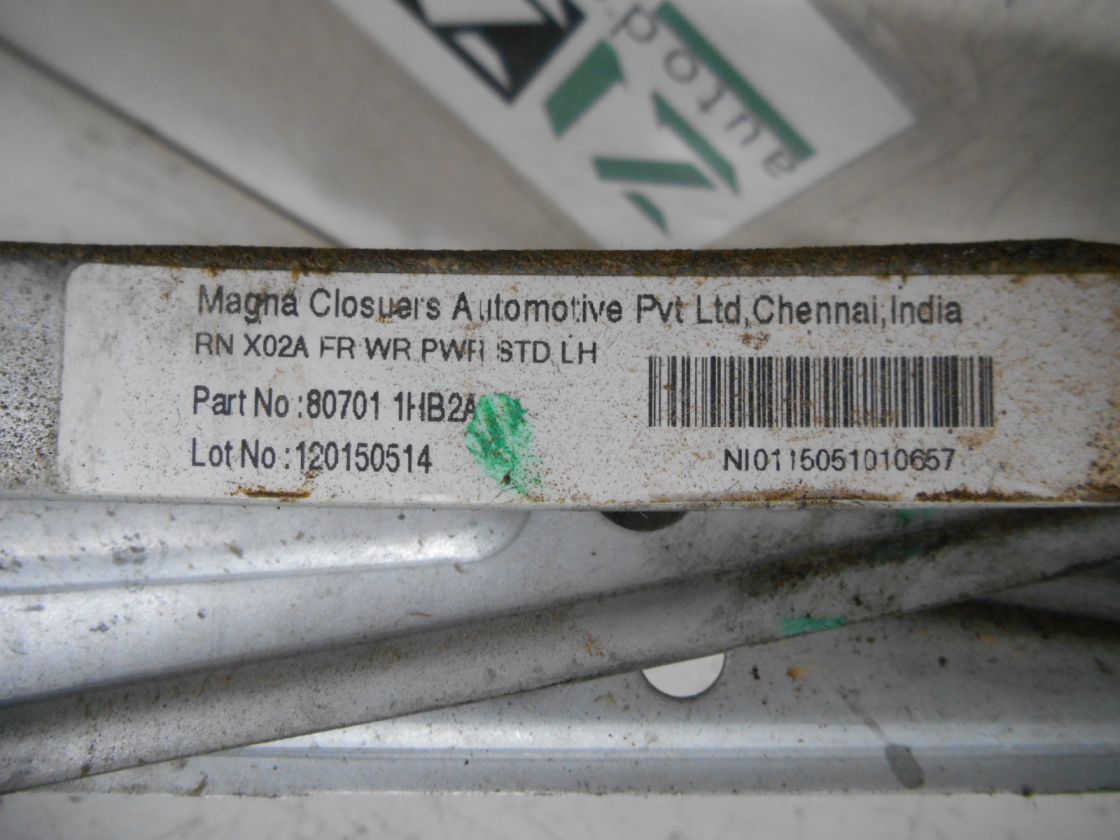 autod
Magna Closuers Automotive Pvt Ltd,Chennai,India
RN X02A FR WR PWR STD LH
Part No :80701 1HB2A
Lot No :120150514
NI0115051010657